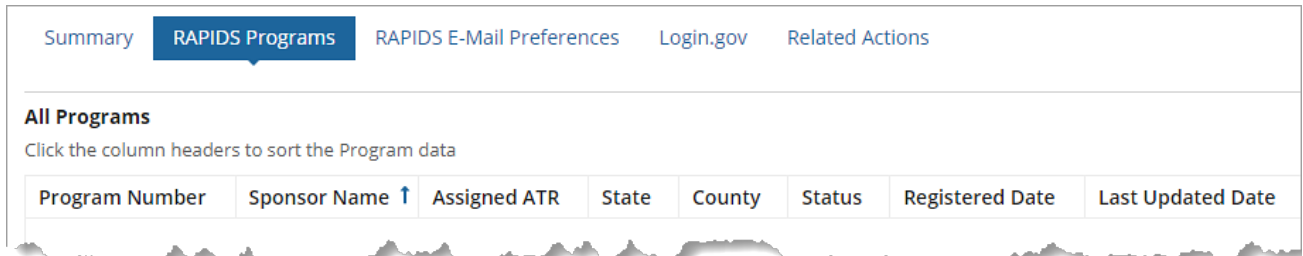 Summary RAPIDS Programs RAPIDS E-Mail Preferences Login.gov Related Actions
All Programs
Click the column headers to sort the Program data
Program Number Sponsor Name ↑ Assigned ATR State County Status Registered Date Last Updated Date